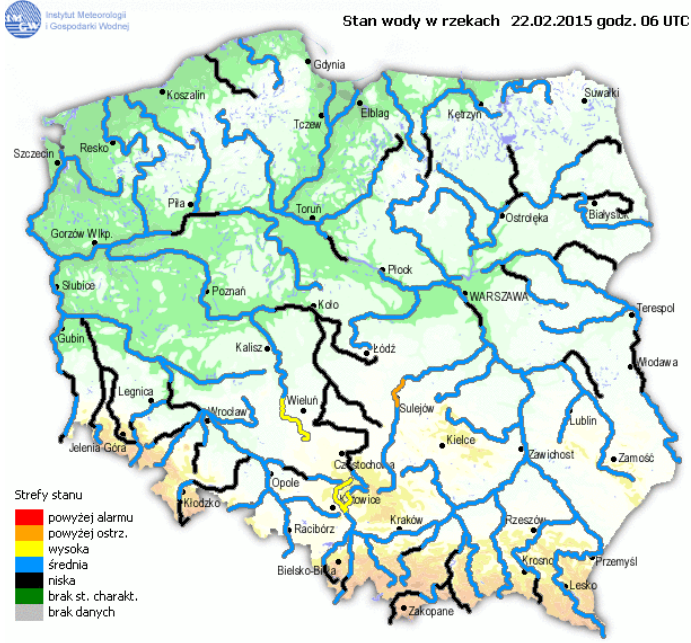 Instytut Meteorologii
i Gospodarki Wodnej
Stan wody w rzekach 22.02.2015 godz. 06 UTC
Gdynia
Koszalin
Suwałki
Elbląg
Kętrzyn
Tczew
Resko
Szczecin
Piła
Toruń
Ostrołęka
Białystok
Gorzów Wlkp.
Płock
Słubice
Poznań
WARSZAWA
Koło
Terespol
Gubin
Kalisz
Łódź
Włodawa
Legnica
Wieluń
Sulejów
Wrocław
Lublin
Jelenia Góra
Kielce
Zawichost
Częstochowa
Zamość
Opole
Kłodzko
towice
Kraków
Rzeszów
Racibórz
Bielsko-Biała
Krosno
Przemyśl
Lesko
Zakopane
Strefy stanu
powyżej alarmu
powyżej ostrz.
wysoka
średnia
niska
brak st. charakt.
brak danych